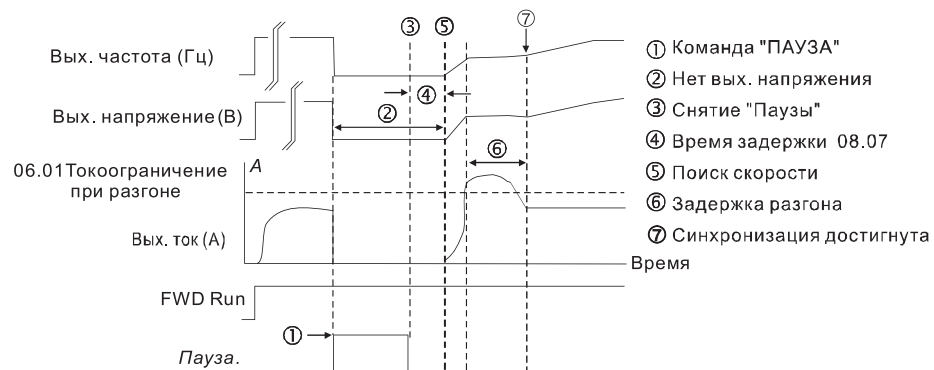 ③ ⑤ ⑦
Вых. частота (Гц)
④
Вых. напряжение (В)
②
06.01 Токоограничение
при разгоне
A
⑥
Вых. ток (А)
Время
FWD Run
①
Пауза.
① Команда "ПАУЗА"
② Нет вых. напряжения
③ Снятие "Паузы"
④ Время задержки 08.07
⑤ Поиск скорости
⑥ Задержка разгона
⑦ Синхронизация достигнута